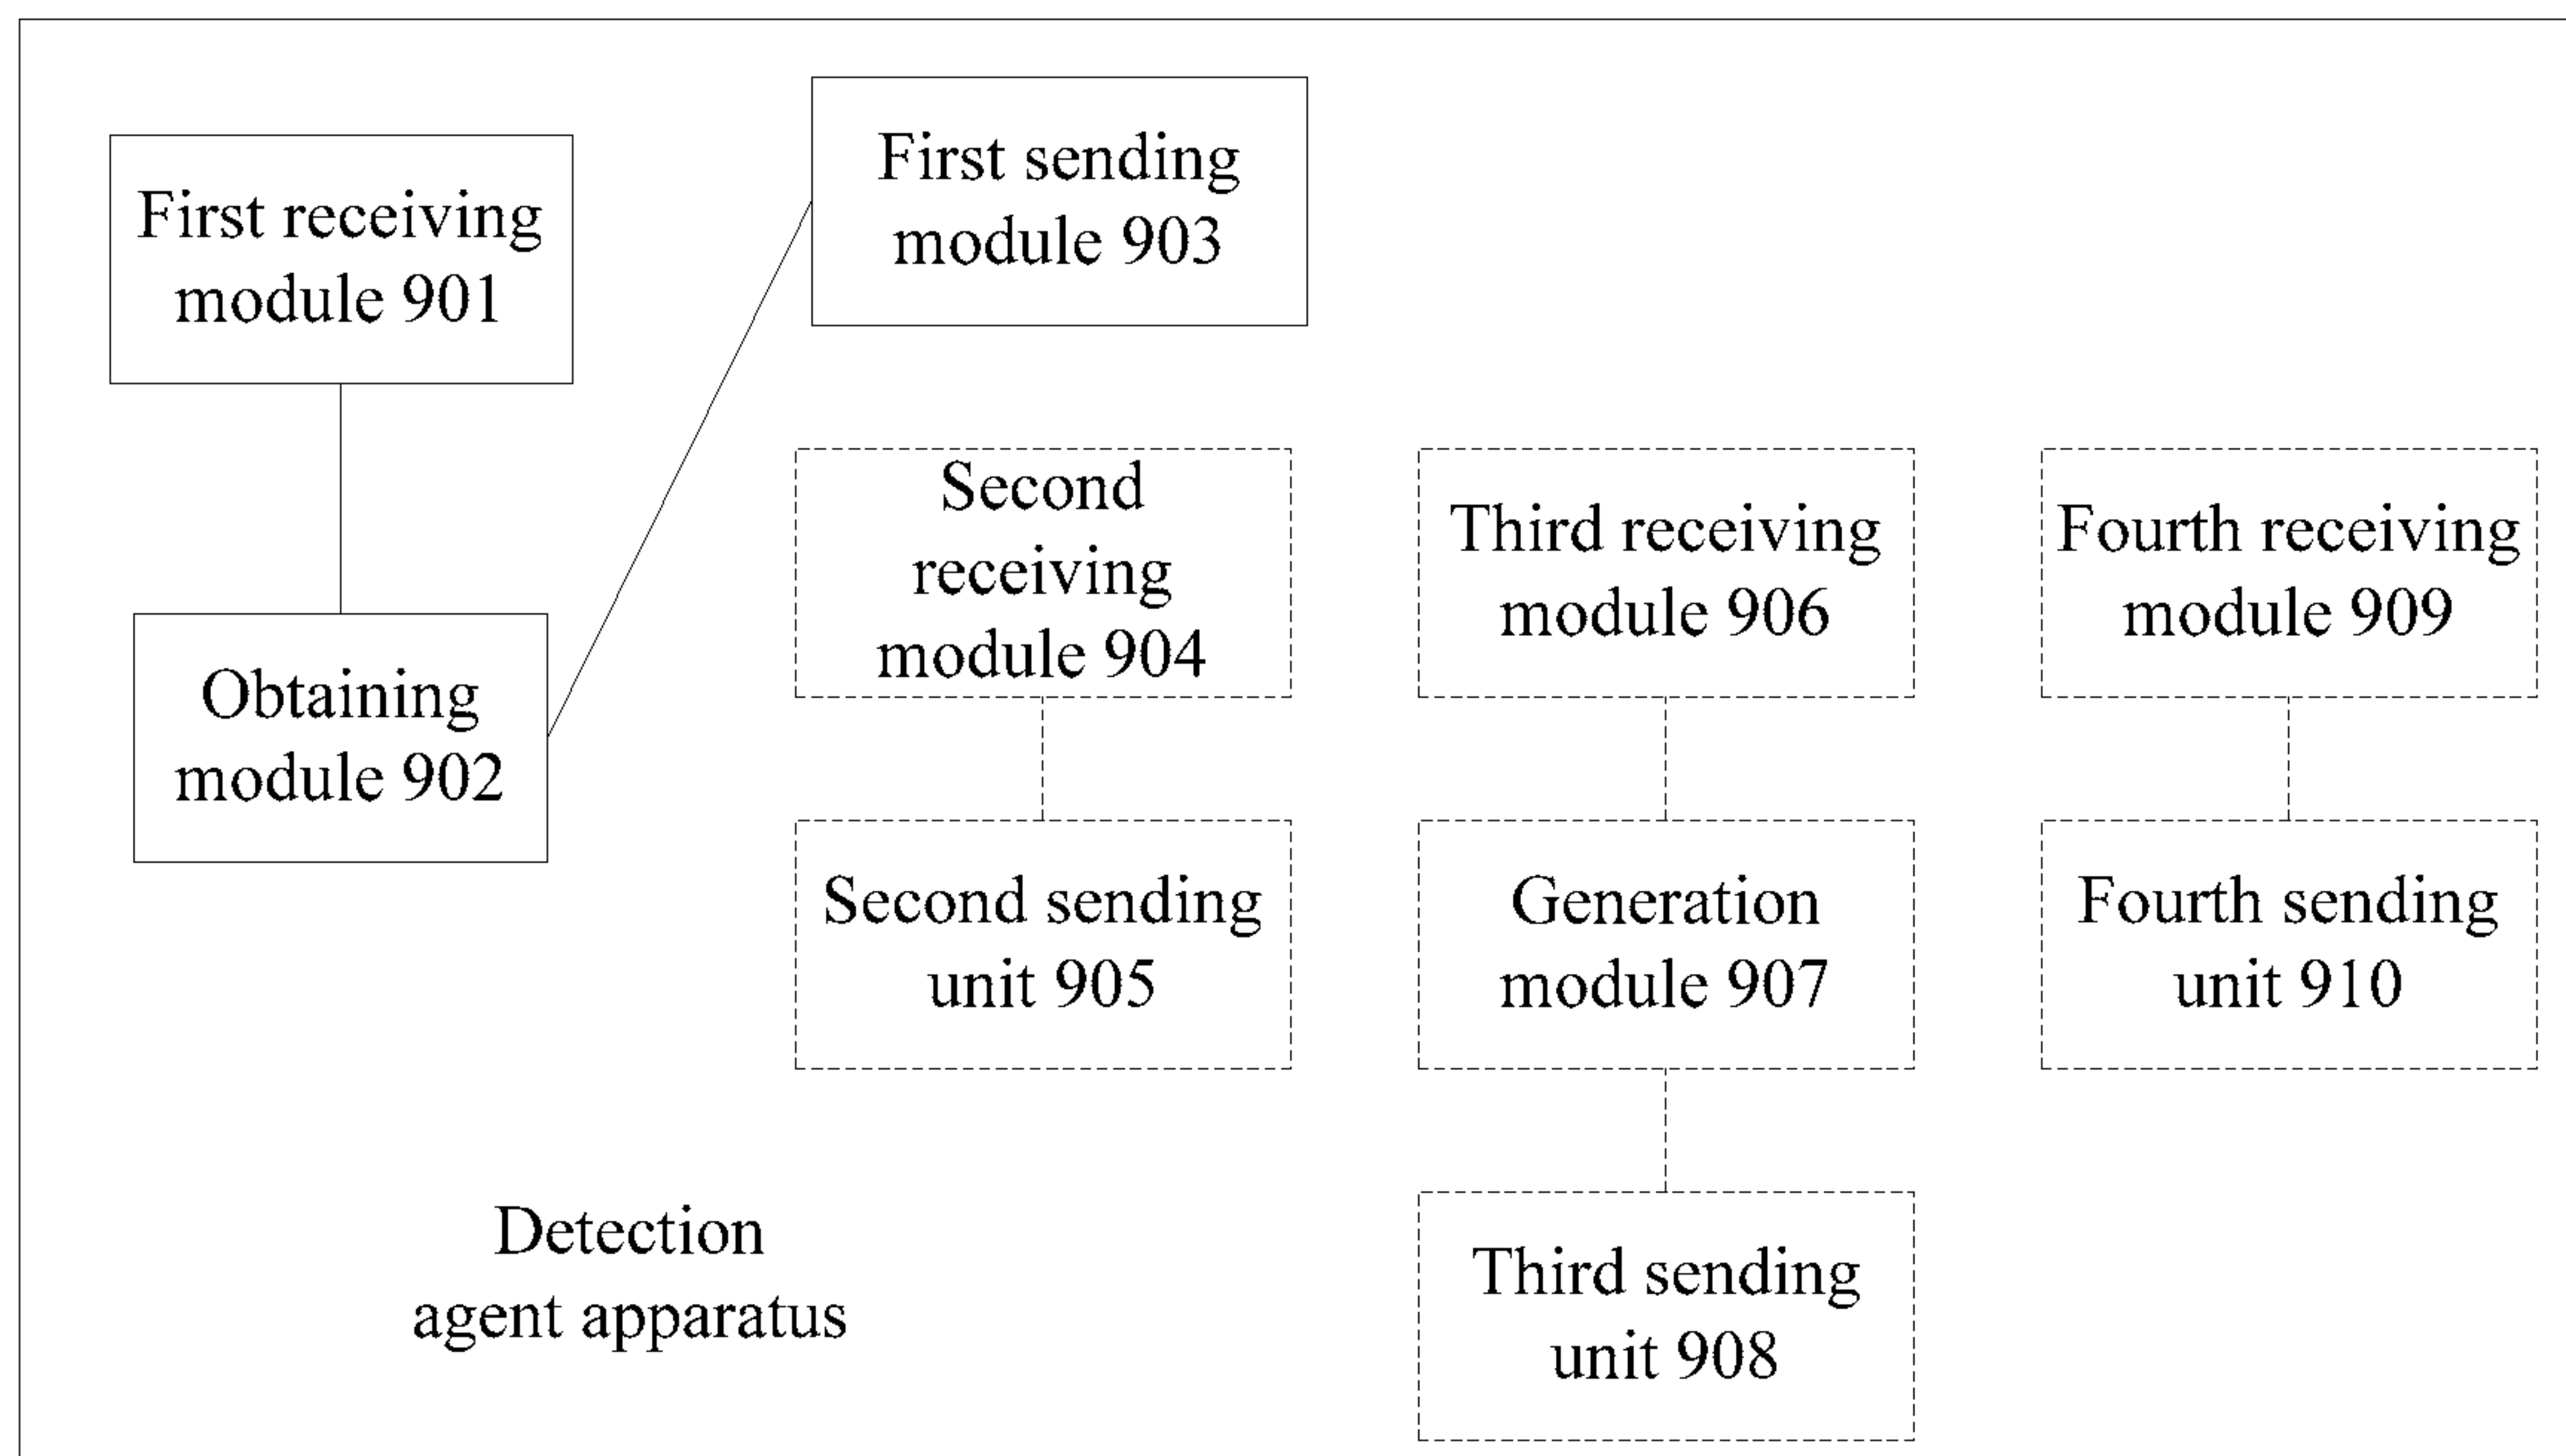 First receiving
module 901
Obtaining
module 902
First sending
module 903
Second
receiving
module 904
Second sending
unit 905
Third receiving
module 906
Generation
module 907
Third sending
unit 908
Fourth receiving
module 909
Fourth sending
unit 910
Detection
agent apparatus